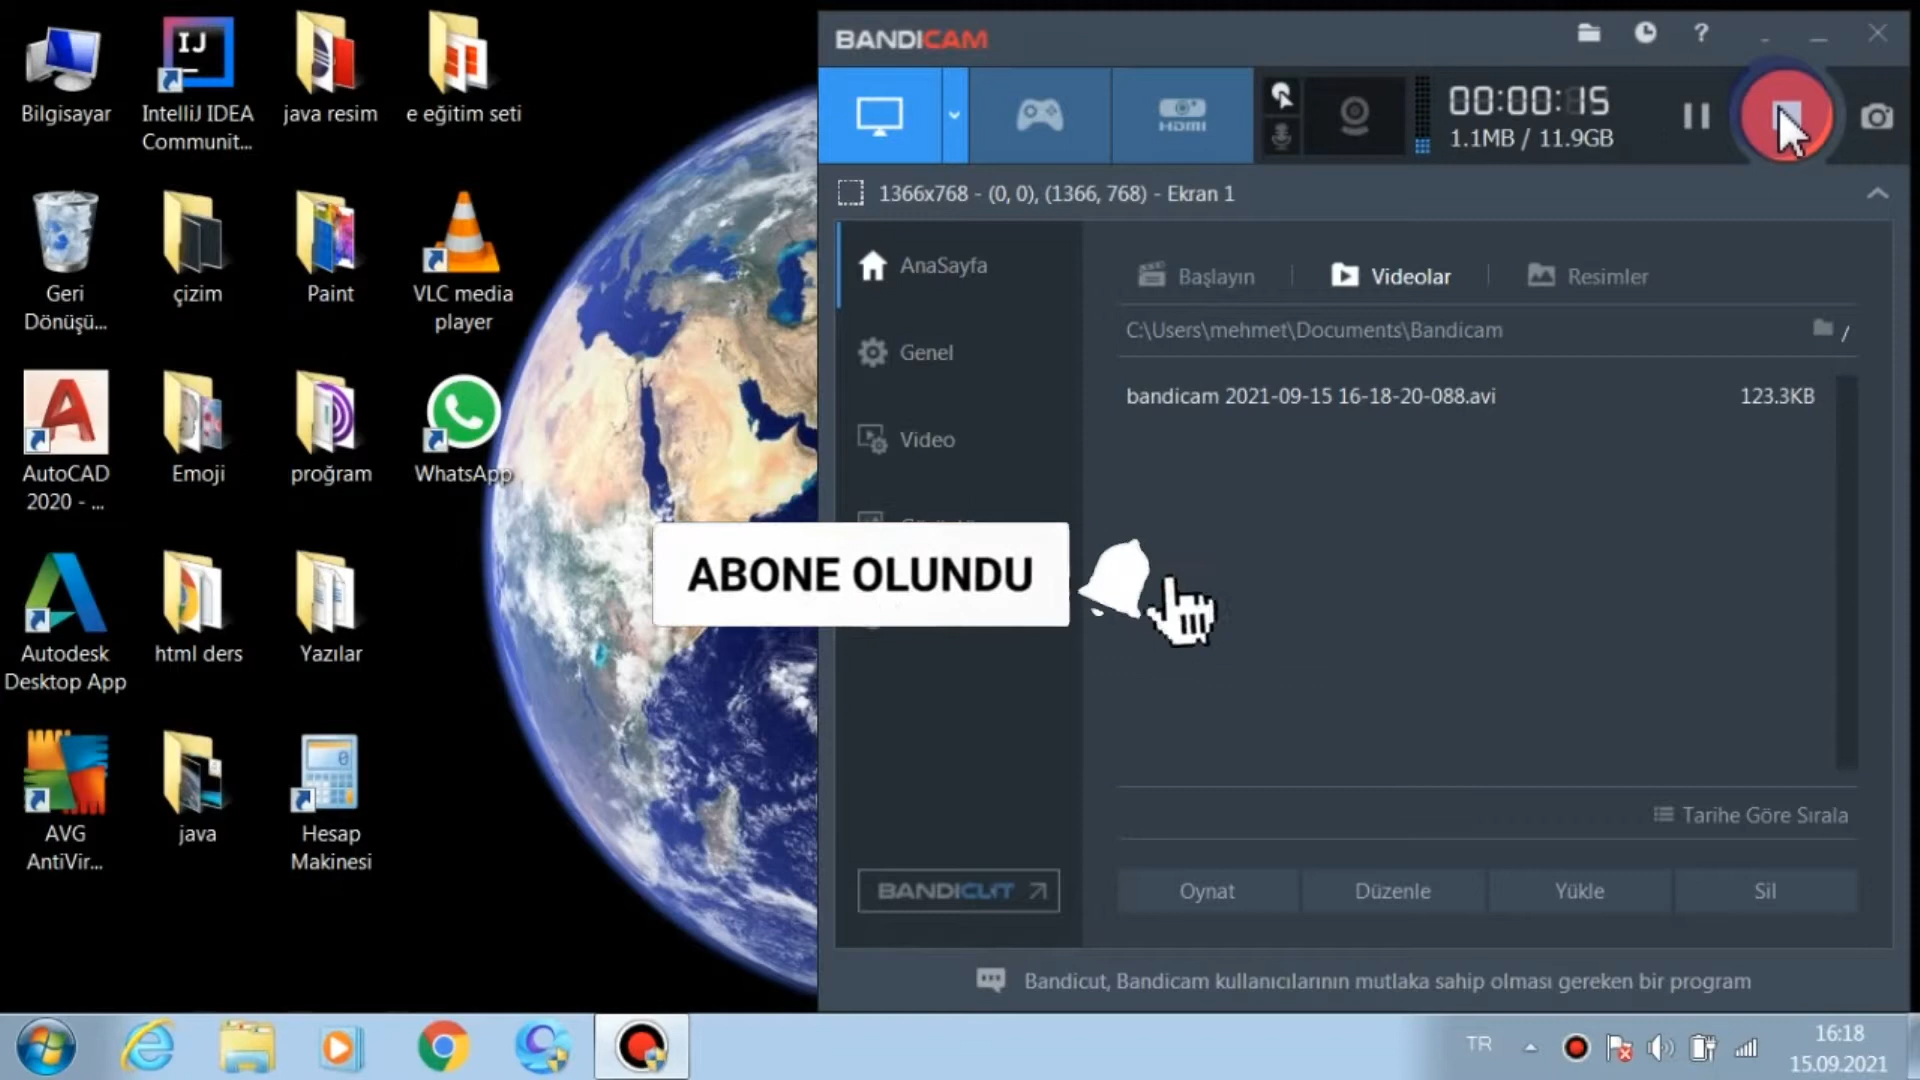 Bilgisayar
IntelliJ IDEA
Communit...
java resim
e eğitim seti
Geri
Dönüşü...
çizim
Paint
VLC media
player
AutoCAD
2020 - ...
Emoji
proğram
WhatsApp
Autodesk
Desktop App
html ders
Yazılar
AVG
AntiVir...
java
Hesap
Makinesi
BANDICAM
HDMI
00:00:15
1.1MB / 11.9GB
1366x768 - (0, 0), (1366, 768) - Ekran 1
AnaSayfa
Genel
Video
Başlayın
Videolar
Resimler
C:\Users\mehmet\Documents\Bandicam
bandicam 2021-09-15 16-18-20-088.avi
123.3KB
ABONE OLUNDU
Tarihe Göre Sırala
BANDICUT
Oynat
Düzenle
Yükle
Sil
Bandicut, Bandicam kullanıcılarının mutlaka sahip olması gereken bir program
TR
16:18
15.09.2021